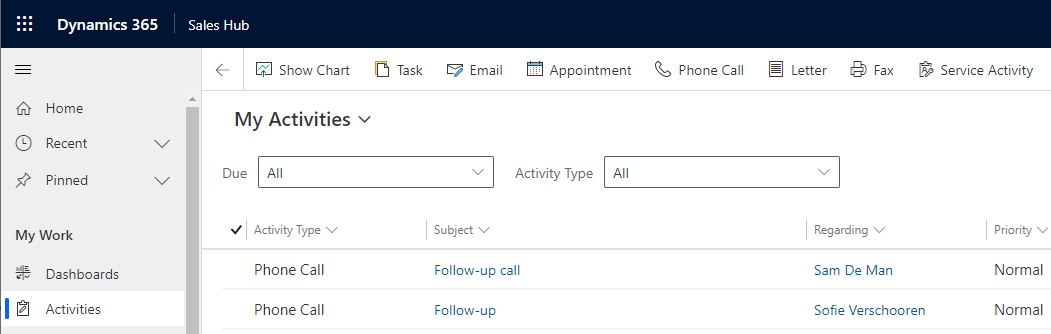 Dynamics 365 Sales Hub
Show Chart Task Email Appointment Phone Call Letter Fax Service Activity
Home
Recent
Pinned
My Work
Dashboards
Activities
My Activities
Due All Activity Type All
Activity Type Subject Regarding Priority
Phone Call Follow-up call Sam De Man Normal
Phone Call Follow-up Sofie Verschooren Normal